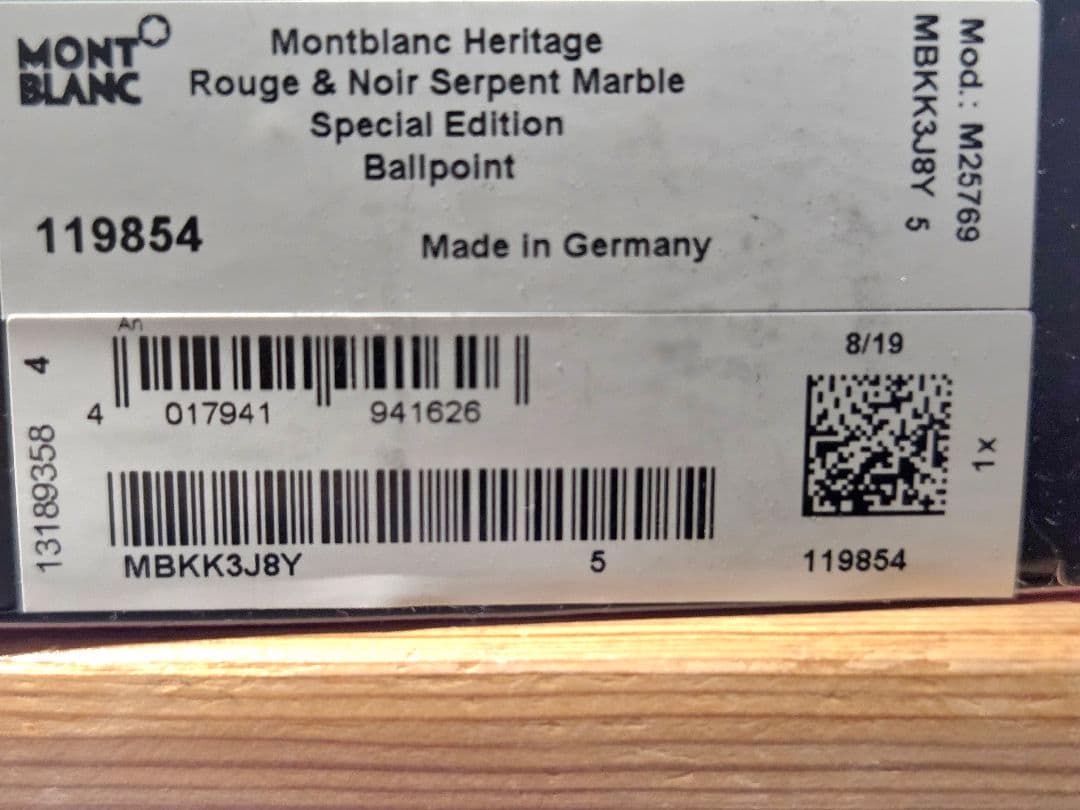 MONT
BLANC
Montblanc Heritage
Rouge & Noir Serpent Marble
Special Edition
Ballpoint
119854
Made in Germany
Mod.: M25769
MBKK3J8Y 5
An
4 017941 941626
13189358 4
MBKK3J8Y 5
8/19
1 x
119854